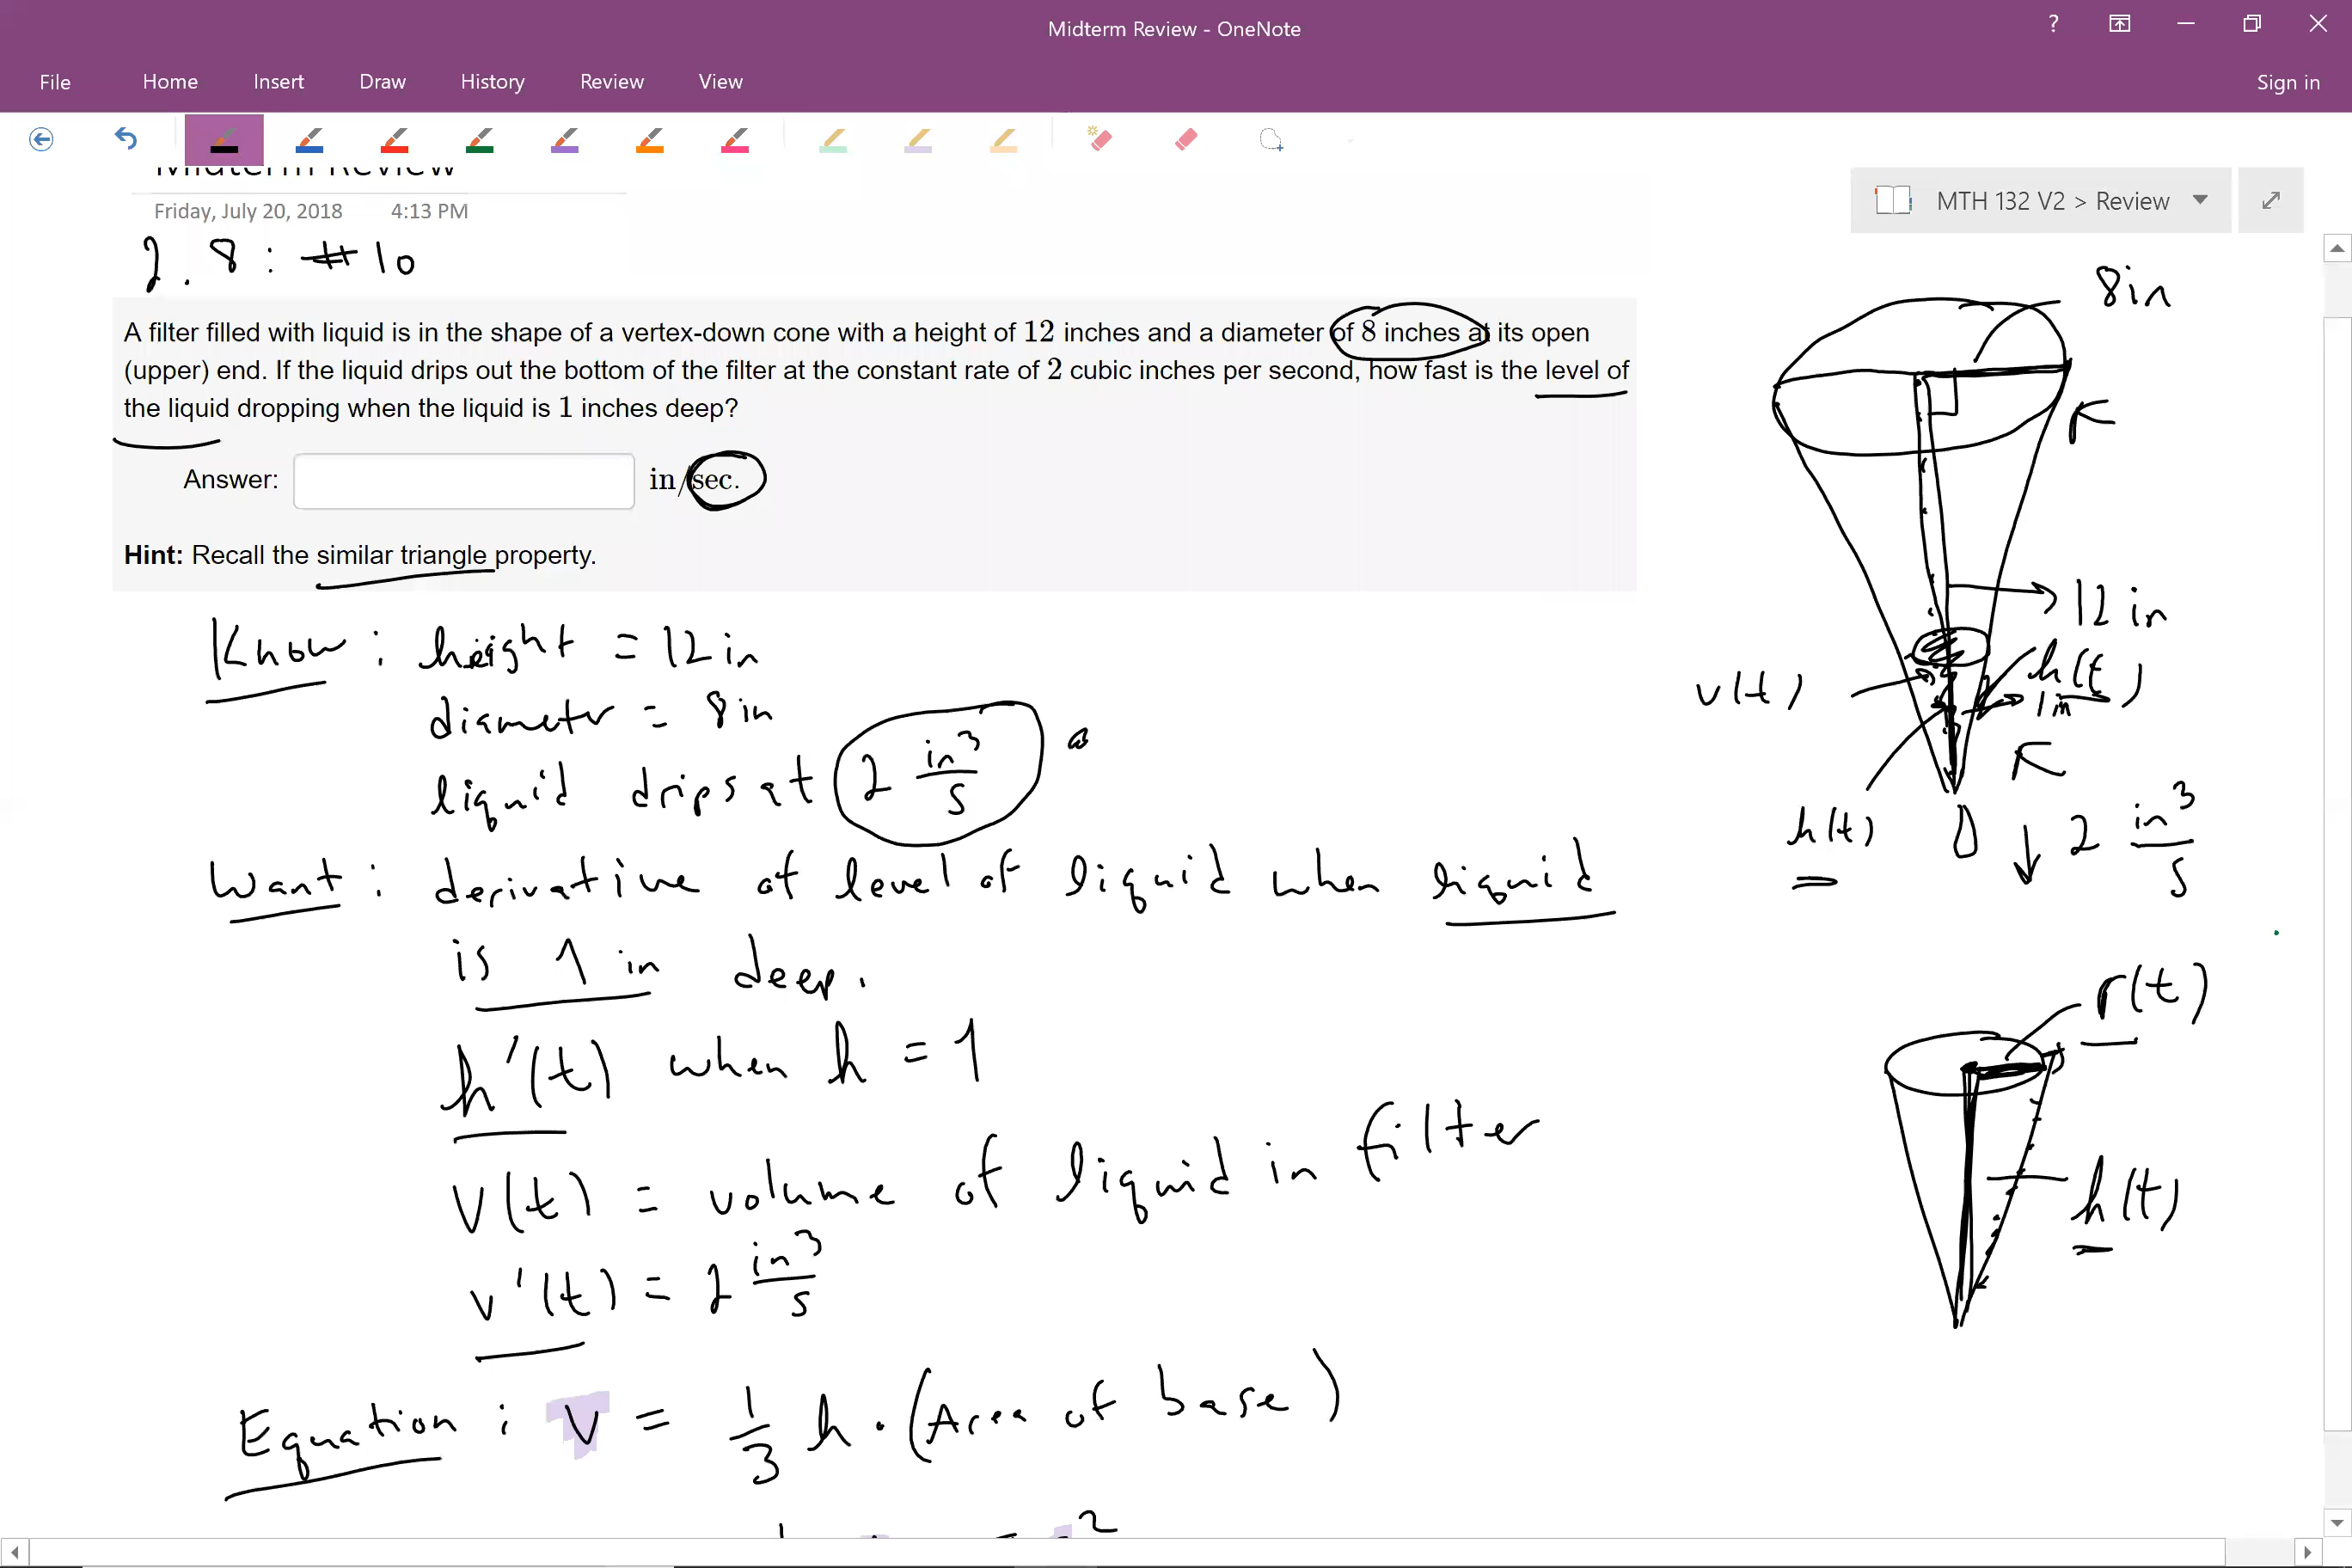 Midterm Review - OneNote
?
File Home Insert Draw History Review View
Sign in
Midterm Review
MTH 132 V2 > Review
Friday, July 20, 2018 4:13 PM
2.8: #10
A filter filled with liquid is in the shape of a vertex-down cone with a height of 12 inches and a diameter of 8 inches at its open
(upper) end. If the liquid drips out the bottom of the filter at the constant rate of 2 cubic inches per second, how fast is the level of
the liquid dropping when the liquid is 1 inches deep?
Answer: in/sec.
Hint: Recall the similar triangle property.
8in
12 in
h(t)
1in
v(t)
h(t)
2 in³/s
Know: height = 12in
diameter = 8in
liquid drips at 2 in³/s
Want: derivative of level of liquid when liquid
is 1 in deep.
h'(t) when h = 1
V(t) = volume of liquid in filter
v'(t) = 2 in³/s
r(t)
h(t)
Equation: V = 1/3 h · (Area of base)
2